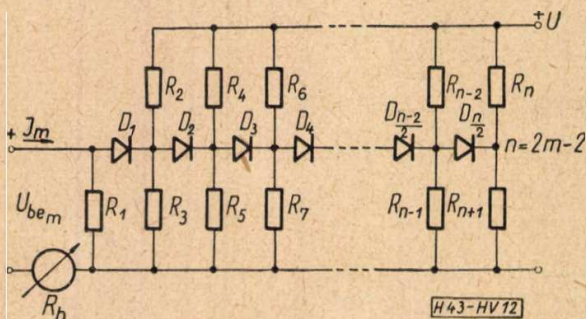 ± U
R2 R4 R6 Rn-2 Rn
+ Im D1 D2 D3 D4 Dn-2/2 Dn/2 n=2m-2
Ubem R1 R3 R5 R7 Rn-1 Rn+1
Rb
H43-HV12